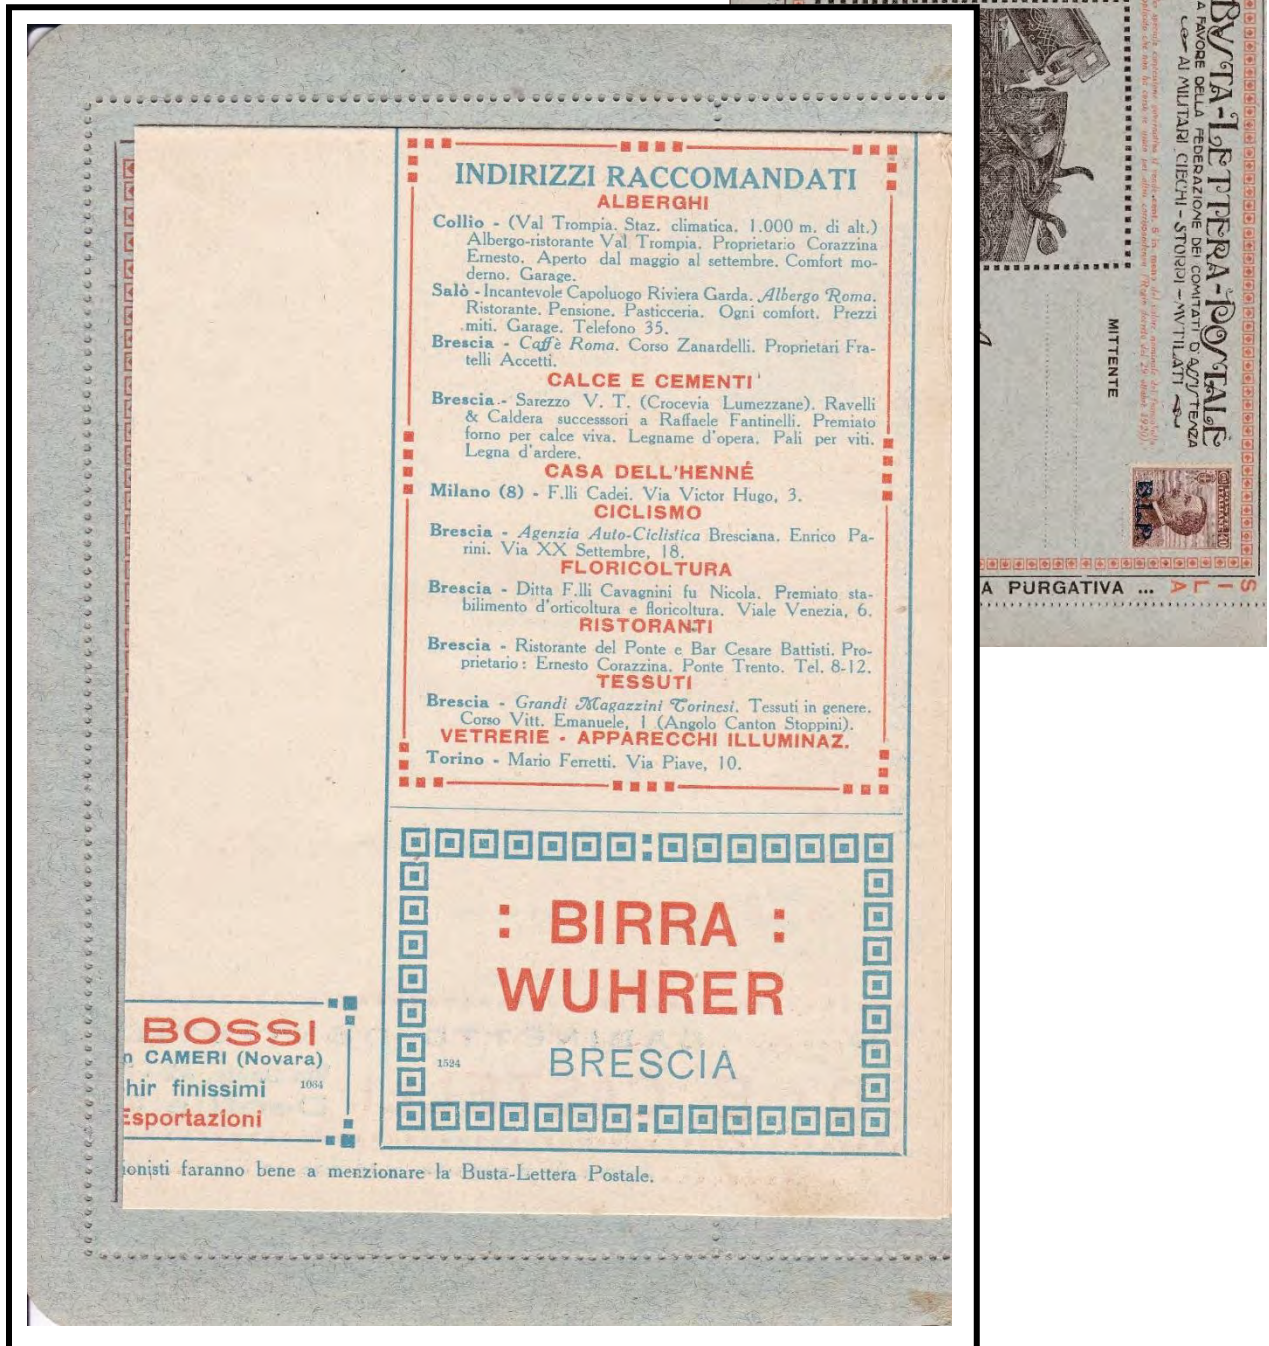 INDIRIZZI RACCOMANDATI
ALBERGHI
Collio - (Val Trompia. Staz. climatica. 1.000 m. di alt.)
Albergo-ristorante Val Trompia. Proprietario Corazzina
Ernesto. Aperto dal maggio al settembre. Comfort mo-
derno. Garage.
Salò - Incantevole Capoluogo Riviera Garda. Albergo Roma.
Ristorante. Pensione. Pasticceria. Ogni comfort. Prezzi
miti. Garage. Telefono 35.
Brescia - Caffè Roma. Corso Zanardelli. Proprietari Fra-
telli Accetti.
CALCE E CEMENTI
Brescia - Sarezzo V. T. (Crocevia Lumezzane). Ravelli
& Caldera successsori a Raffaele Fantinelli. Premiato
forno per calce viva. Legname d'opera. Pali per viti.
Legna d'ardere.
CASA DELL'HENNÉ
Milano (8) - F.lli Cadei. Via Victor Hugo, 3.
CICLISMO
Brescia - Agenzia Auto-Ciclistica Bresciana. Enrico Pa-
rini. Via XX Settembre, 18.
FLORICOLTURA
Brescia - Ditta F.lli Cavagnini fu Nicola. Premiato sta-
bilimento d'orticoltura e floricoltura. Viale Venezia, 6.
RISTORANTI
Brescia - Ristorante del Ponte e Bar Cesare Battisti. Pro-
prietario : Ernesto Corazzina. Ponte Trento. Tel. 8-12.
TESSUTI
Brescia - Grandi Magazzini Torinesi. Tessuti in genere.
Corso Vitt. Emanuele, 1 (Angolo Canton Stoppini).
VETRERIE - APPARECCHI ILLUMINAZ.
Torino - Mario Ferretti. Via Piave, 10.
: BIRRA :
WUHRER
1524
BRESCIA
BOSSI
n CAMERI (Novara)
hir finissimi 1064
Esportazioni
ionisti faranno bene a menzionare la Busta-Lettera Postale.
BUSTA-LETTERA-POSTALE
A FAVORE DELLA FEDERAZIONE DEI COMITATI D'ASSISTENZA
AI MILITARI CIECHI - STORPI - MUTILATI
MITTENTE
B.L.P.
A PURGATIVA ...